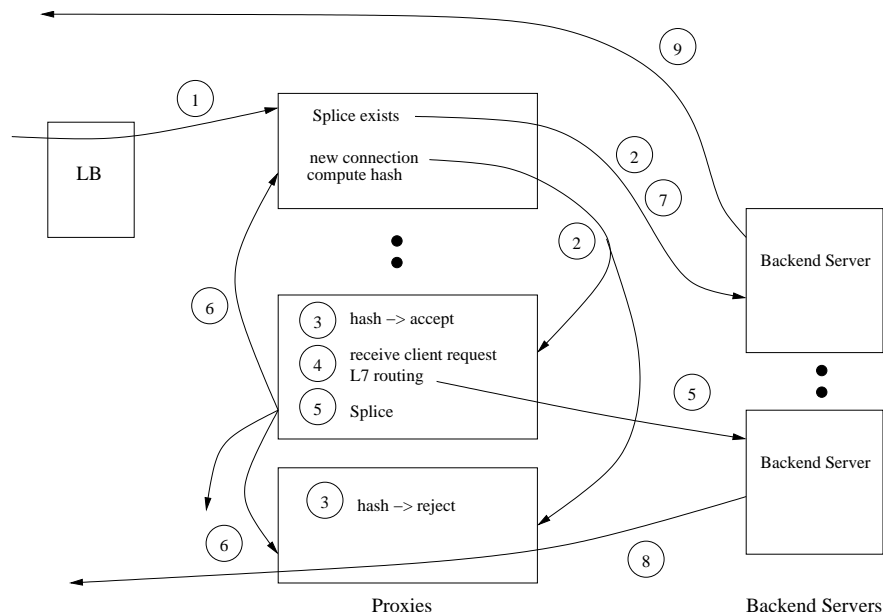 9
1
Splice exists
2
new connection
compute hash
LB
7
2
Backend Server
6
3 hash −> accept
4 receive client request
L7 routing
5 Splice
5
Backend Server
3 hash −> reject
6
8
Proxies
Backend Servers